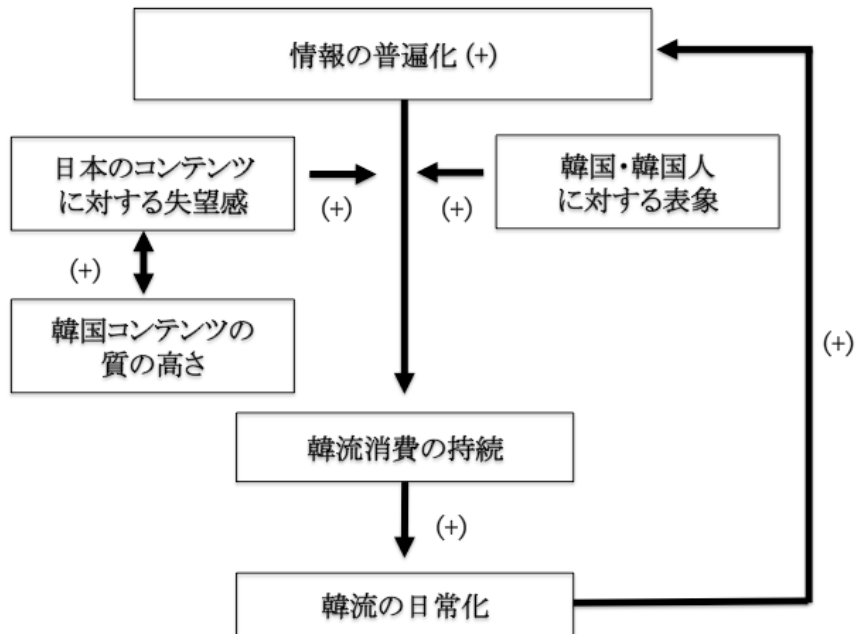 情報の普遍化 (+)
日本のコンテンツ
に対する失望感
(+)
(+)
韓国・韓国人
に対する表象
(+)
韓国コンテンツの
質の高さ
(+)
韓流消費の持続
(+)
韓流の日常化